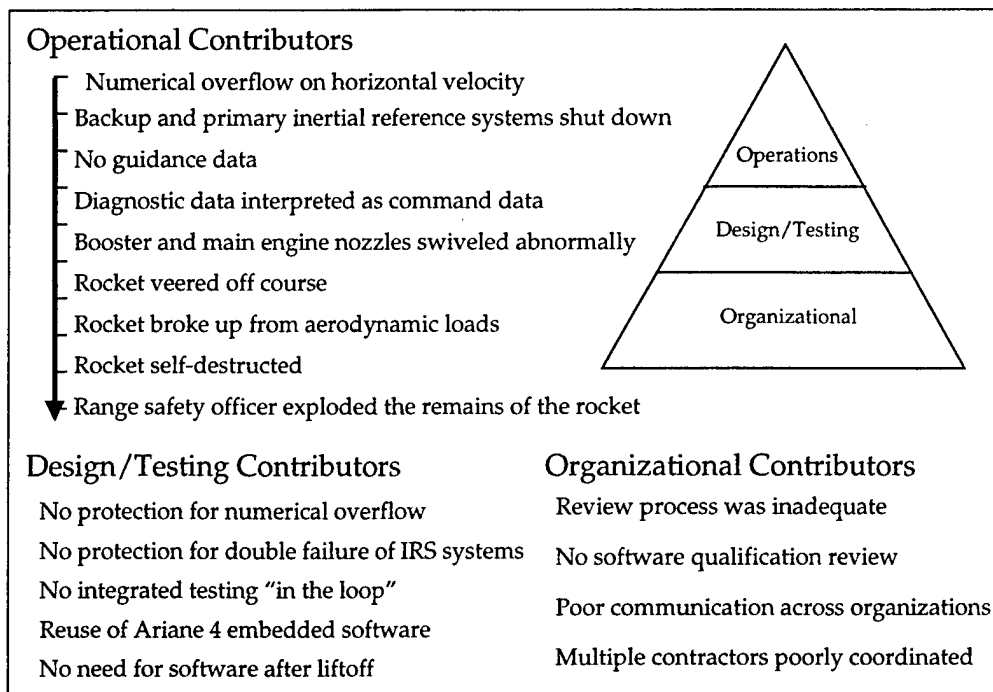 Operational Contributors
Numerical overflow on horizontal velocity
Backup and primary inertial reference systems shut down
No guidance data
Diagnostic data interpreted as command data
Booster and main engine nozzles swiveled abnormally
Rocket veered off course
Rocket broke up from aerodynamic loads
Rocket self-destructed
Range safety officer exploded the remains of the rocket
Operations
Design/Testing
Organizational
Design/Testing Contributors
No protection for numerical overflow
No protection for double failure of IRS systems
No integrated testing “in the loop”
Reuse of Ariane 4 embedded software
No need for software after liftoff
Organizational Contributors
Review process was inadequate
No software qualification review
Poor communication across organizations
Multiple contractors poorly coordinated